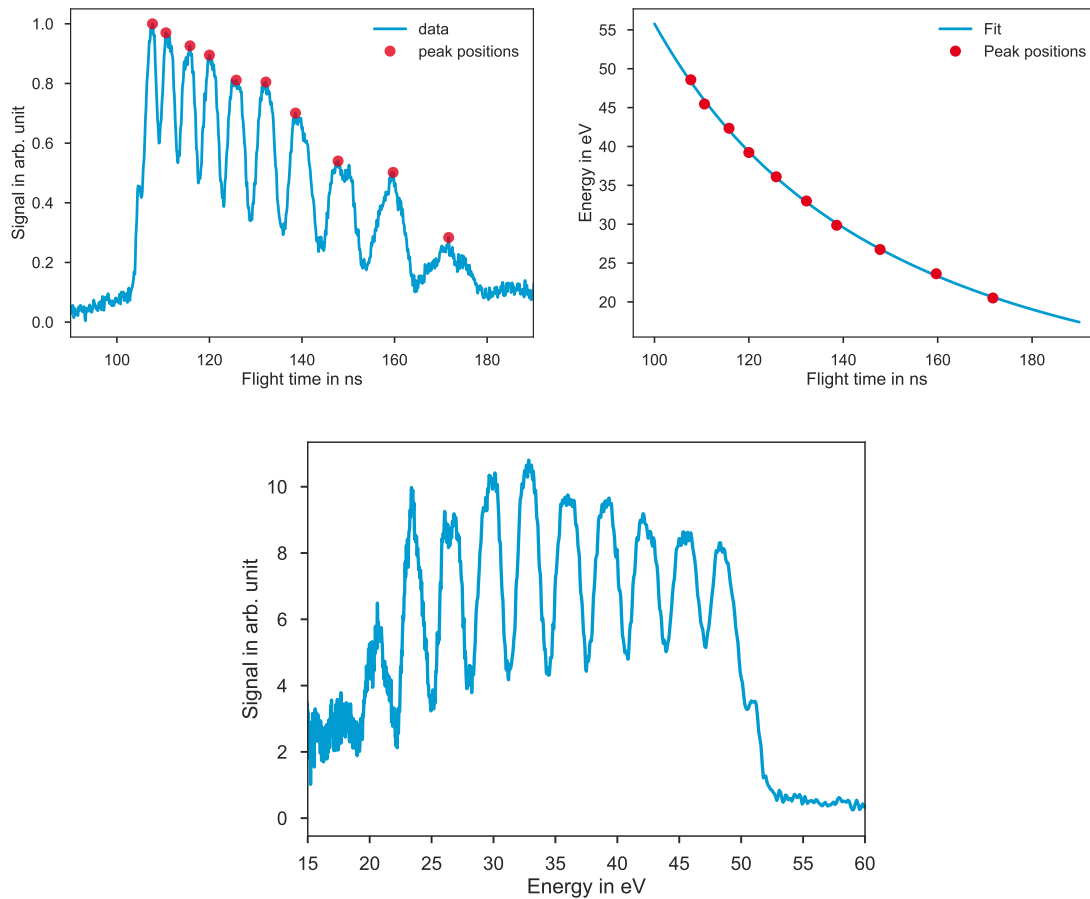 1.0
0.8
0.6
0.4
0.2
0.0
Signal in arb. unit
data
peak positions
100 120 140 160 180
Flight time in ns
55
50
45
40
35
30
25
20
Energy in eV
Fit
Peak positions
100 120 140 160 180
Flight time in ns
10
8
6
4
2
0
Signal in arb. unit
15 20 25 30 35 40 45 50 55 60
Energy in eV